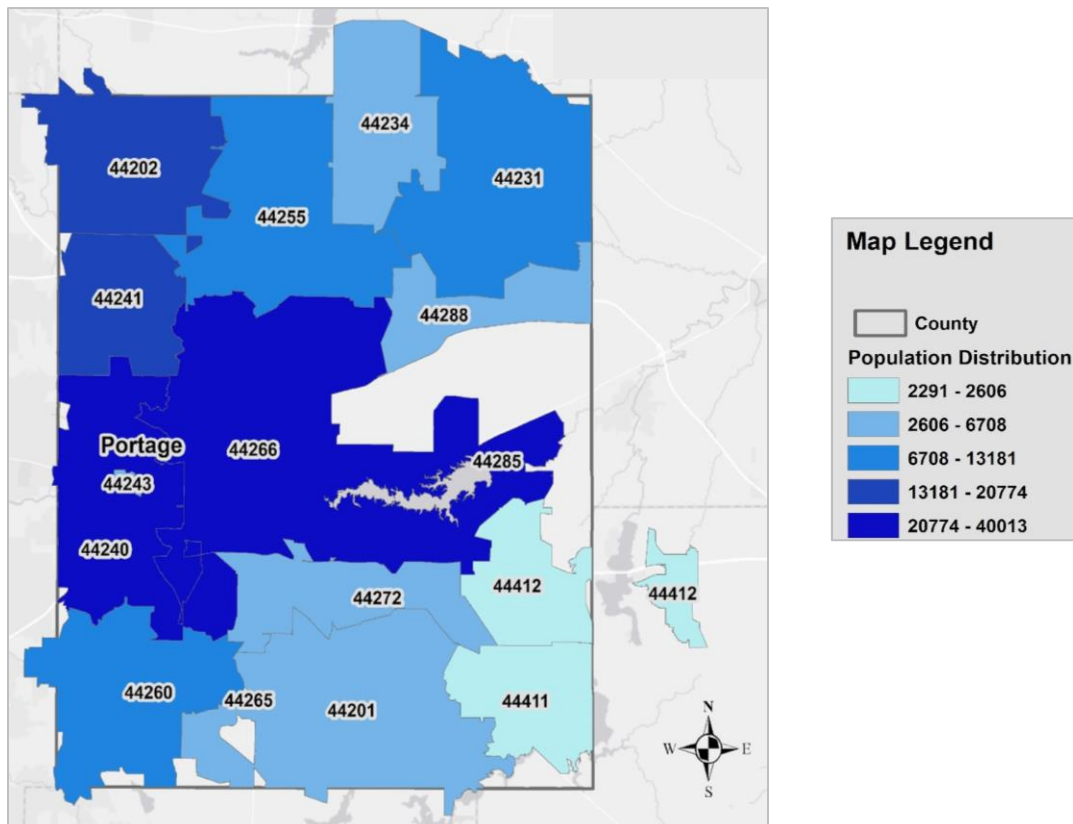 44234
44202
44231
44255
44241
44288
Portage
44266
44285
44243
44240
44412
44412
44272
44260
44265
44201
44411
N
W
E
S
Map Legend
County
Population Distribution
2291 - 2606
2606 - 6708
6708 - 13181
13181 - 20774
20774 - 40013